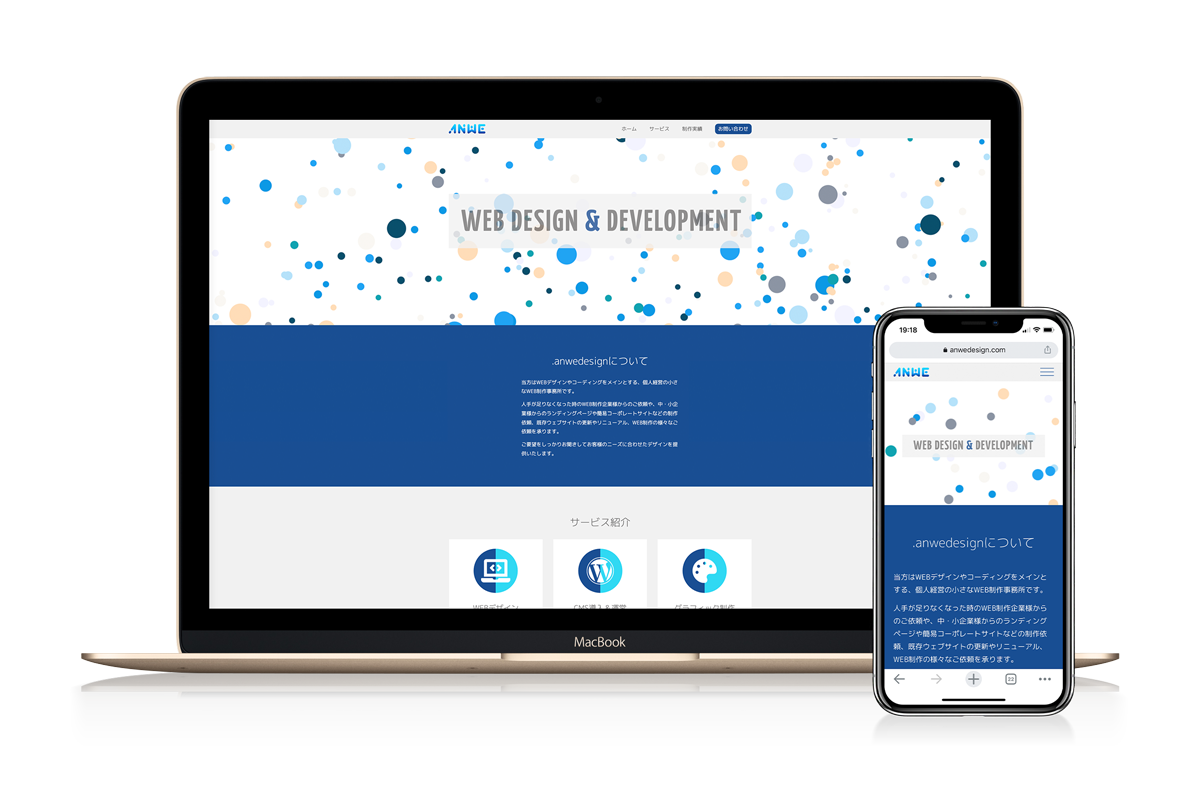 ANWE
ホーム サービス 制作実績 お問い合わせ
WEB DESIGN & DEVELOPMENT
.anwedesignについて
当方はWEBデザインやコーディングをメインとする、個人経営の小さ
なWEB制作事務所です。
人手が足りなくなった時のWEB制作企業様からのご依頼や、中・小企
業様からのランディングページや簡易コーポレートサイトなどの制作
依頼、既存ウェブサイトの更新やリニューアル、WEB制作の様々なご
依頼を承ります。
ご要望をしっかりお聞きしてお客様のニーズに合わせたデザインを提
供いたします。
サービス紹介
WEBデザイン
CMS導入&運営
グラフィック制作
MacBook
19:18
anwedesign.com
ANWE
WEB DESIGN & DEVELOPMENT
.anwedesignについて
当方はWEBデザインやコーディングをメインと
する、個人経営の小さなWEB制作事務所です。
人手が足りなくなった時のWEB制作企業様から
のご依頼や、中・小企業様からのランディング
ページや簡易コーポレートサイトなどの制作依
頼、既存ウェブサイトの更新やリニューアル、
WEB制作の様々なご依頼を承ります。
22